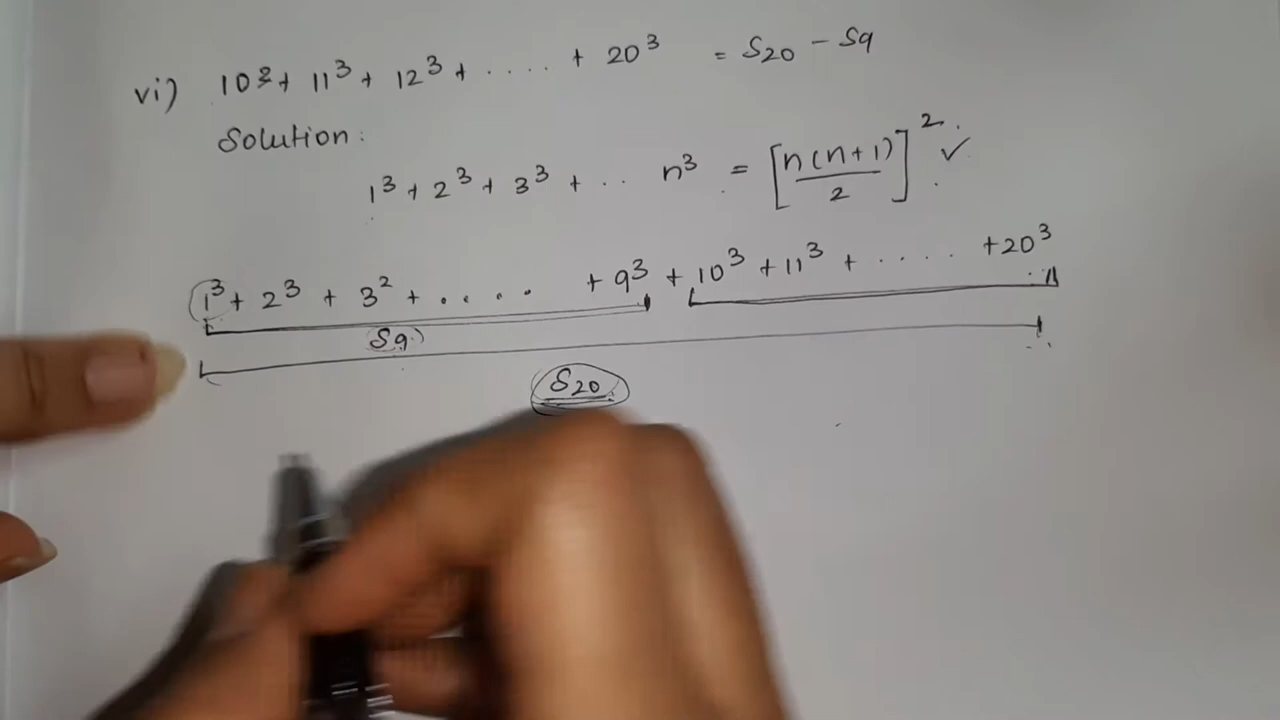 vi) 10³ + 11³ + 12³ + ..... + 20³ = S₂₀ - S₉
Solution:
1³ + 2³ + 3³ + .. .. n³ = [n(n+1)/2]² ✓
1³ + 2³ + 3² + ..... + 9³ + 10³ + 11³ + ..... + 20³
S₉
S₂₀